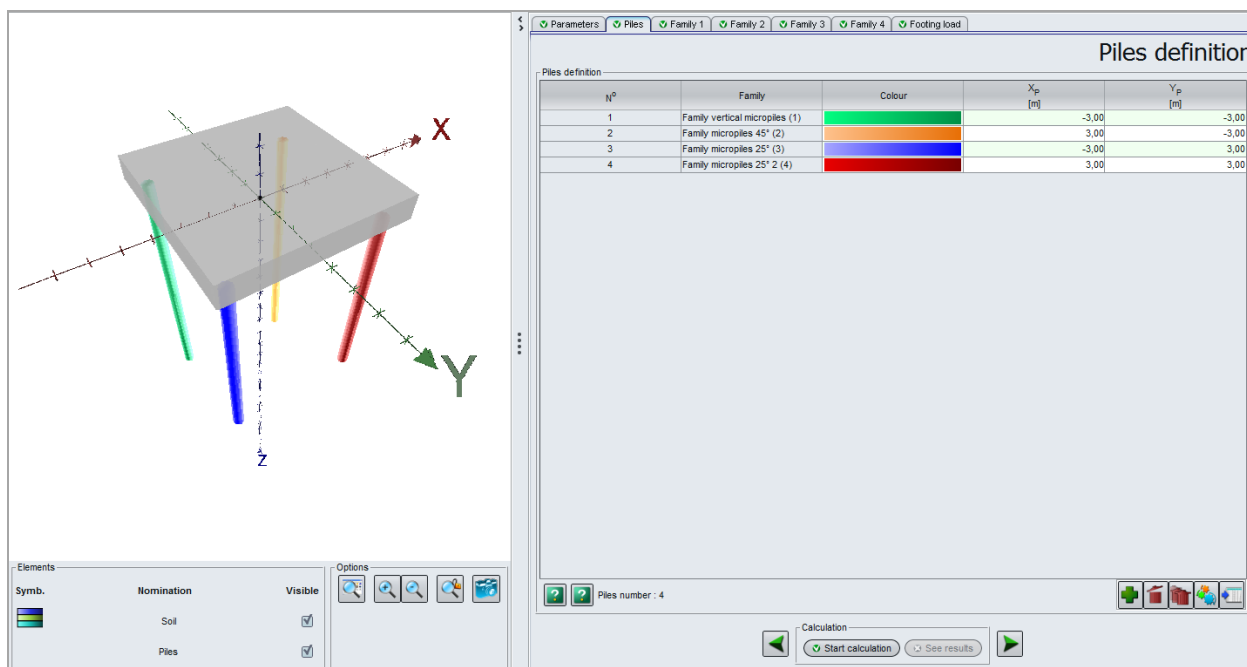 X
Y
Z
Elements
Symb. Nomination Visible
Soil
Piles
Options
Parameters Piles Family 1 Family 2 Family 3 Family 4 Footing load
Piles definition
Piles definition
N° Family Colour X_P [m] Y_P [m]
1 Family vertical micropiles (1) -3,00 -3,00
2 Family micropiles 45° (2) 3,00 -3,00
3 Family micropiles 25° (3) -3,00 3,00
4 Family micropiles 25° 2 (4) 3,00 3,00
? ? Piles number : 4
Calculation
Start calculation See results